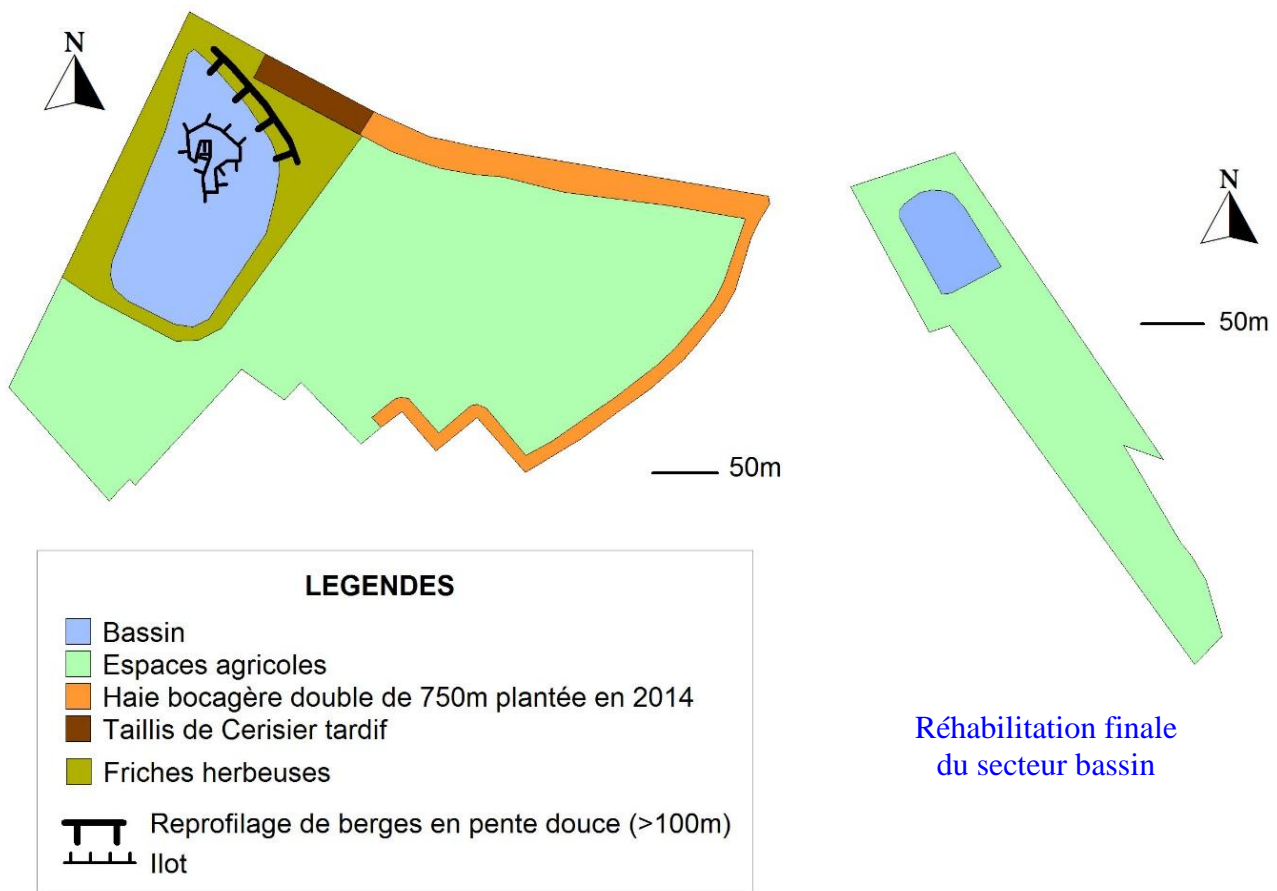 N
N
50m
50m
LEGENDES
Bassin
Espaces agricoles
Haie bocagère double de 750m plantée en 2014
Taillis de Cerisier tardif
Friches herbeuses
Reprofilage de berges en pente douce (>100m)
Ilot
Réhabilitation finale
du secteur bassin